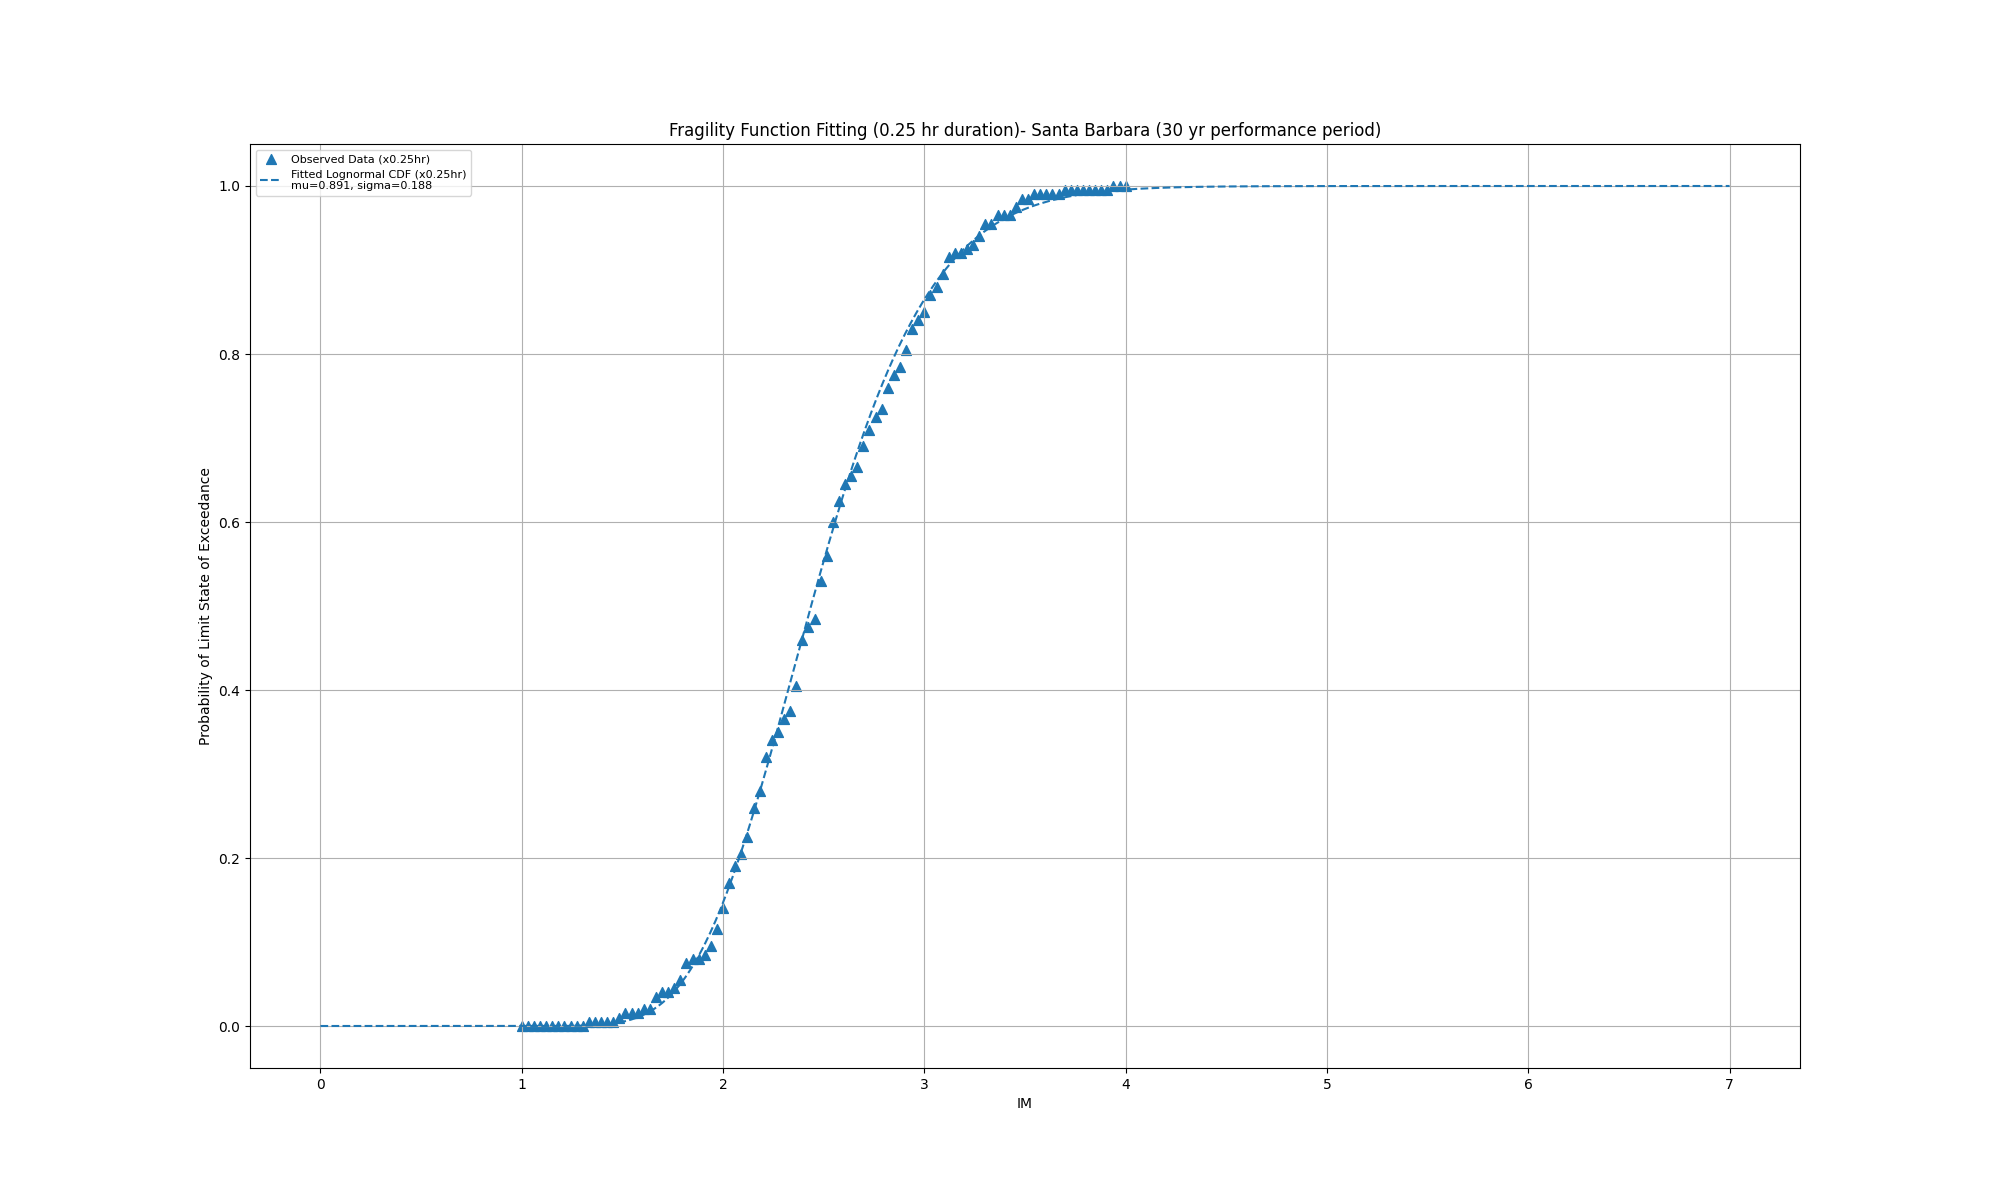 Fragility Function Fitting (0.25 hr duration)- Santa Barbara (30 yr performance period)
Observed Data (x0.25hr)
Fitted Lognormal CDF (x0.25hr)
mu=0.891, sigma=0.188
1.0
0.8
0.6
0.4
0.2
0.0
Probability of Limit State of Exceedance
0 1 2 3 4 5 6 7
IM